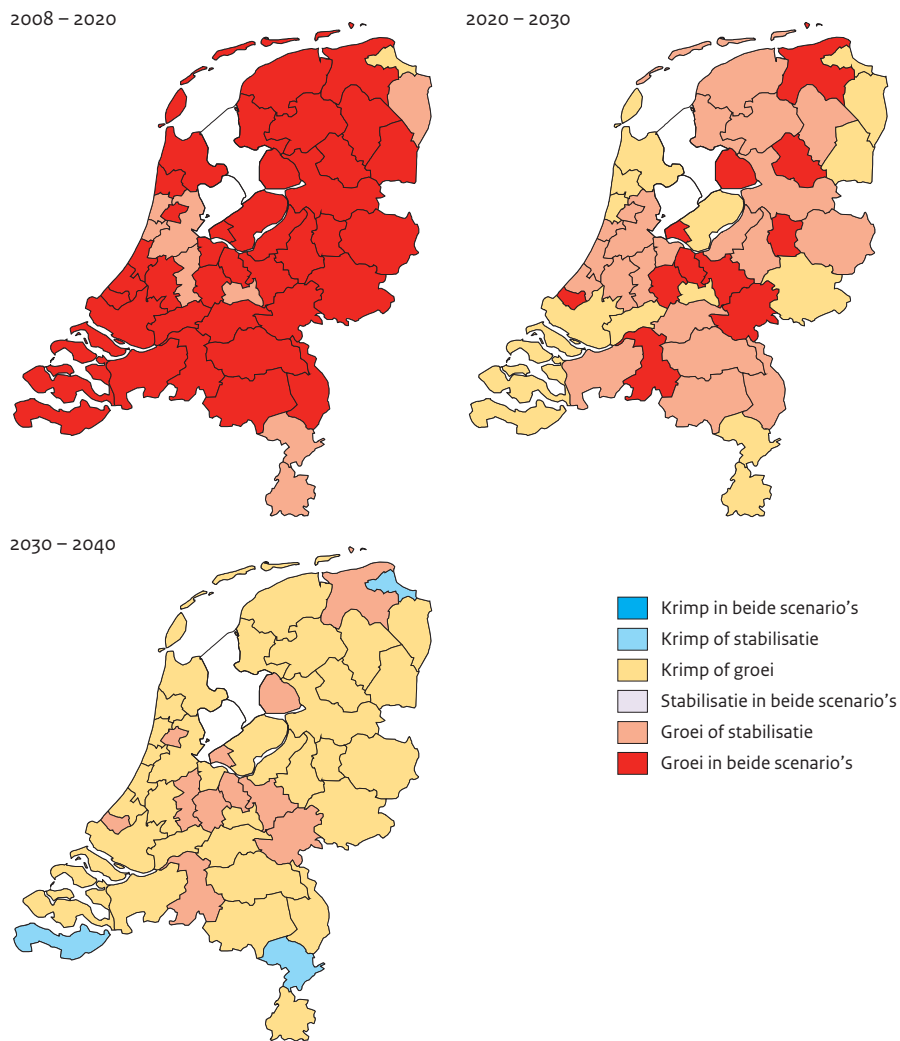 2008 – 2020
2020 – 2030
2030 – 2040
Krimp in beide scenario's
Krimp of stabilisatie
Krimp of groei
Stabilisatie in beide scenario's
Groei of stabilisatie
Groei in beide scenario's